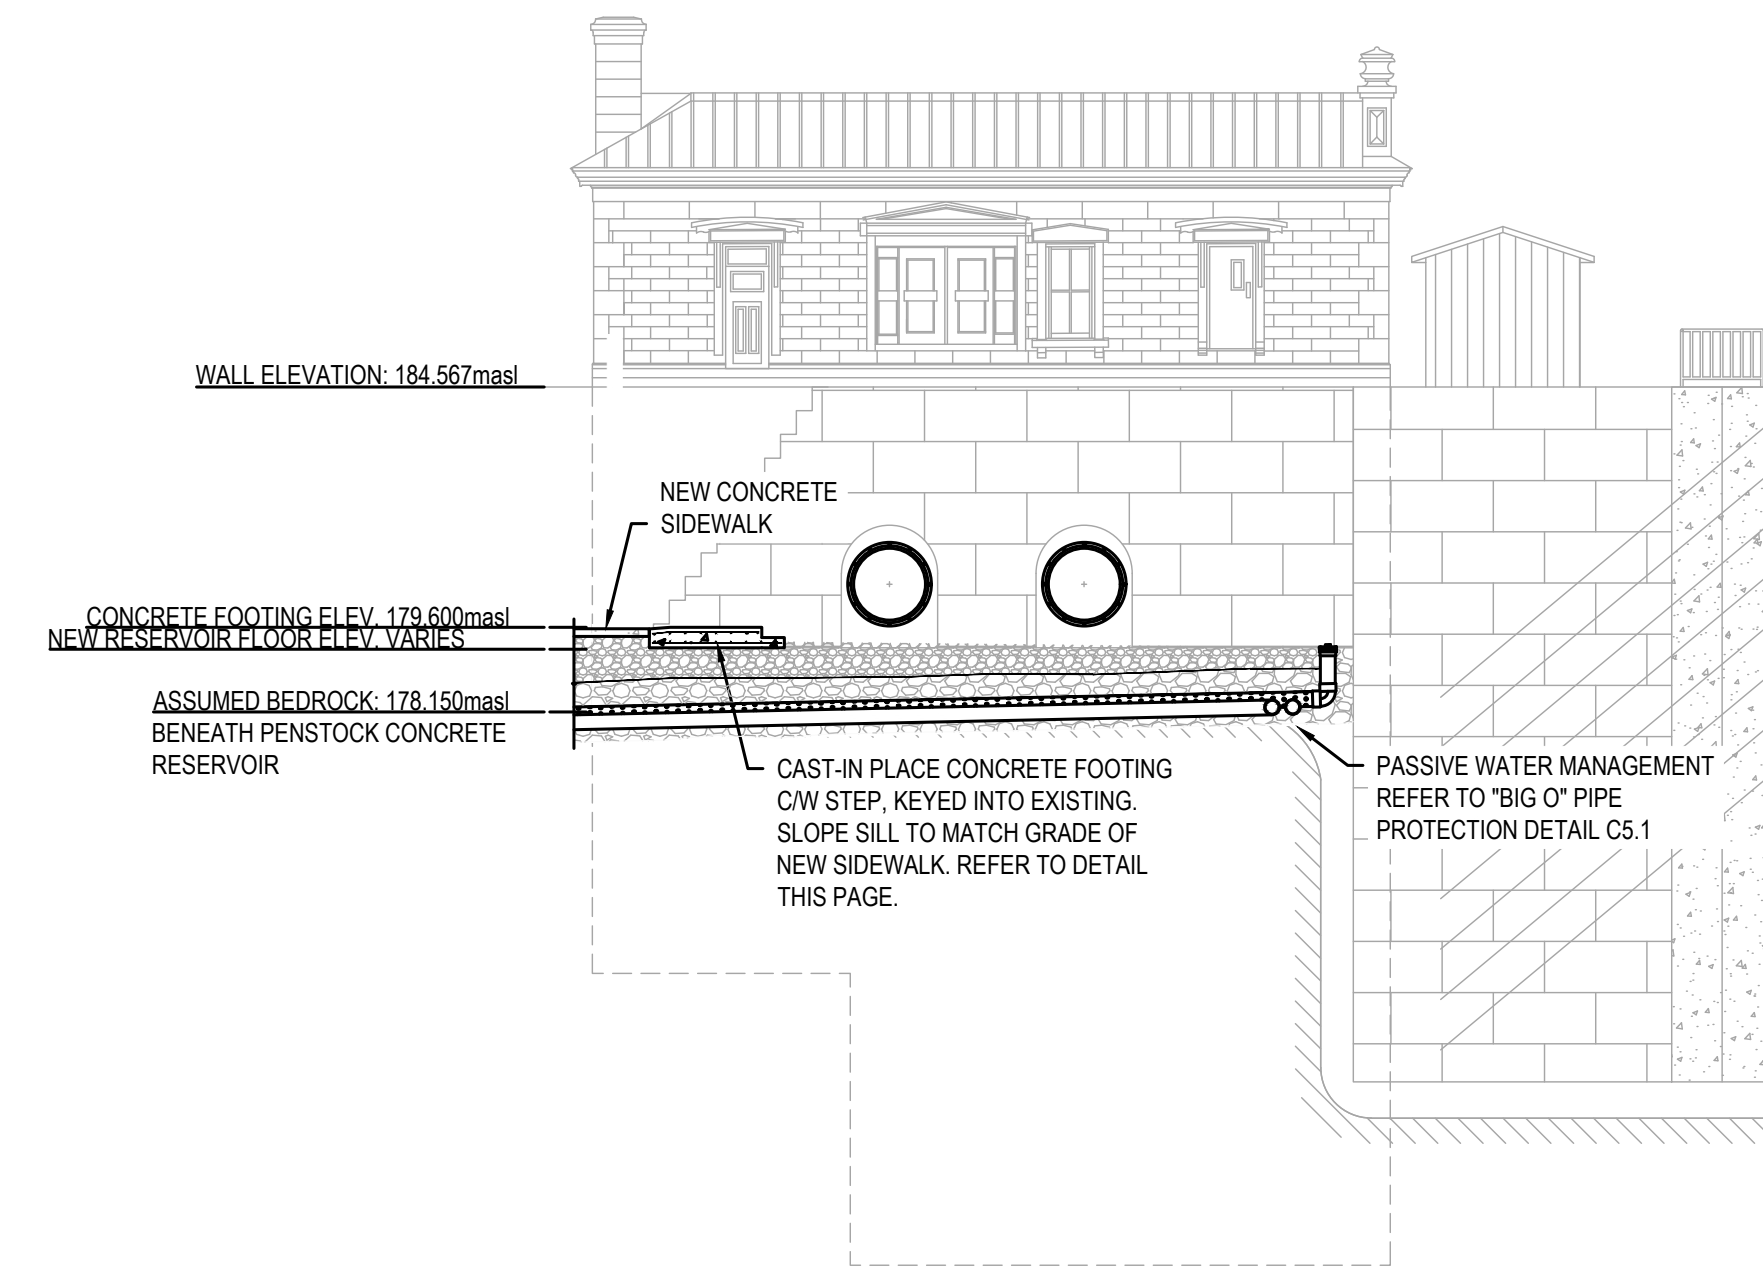 WALL ELEVATION: 184.567masl
NEW CONCRETE
SIDEWALK
CONCRETE FOOTING ELEV. 179.600masl
NEW RESERVOIR FLOOR ELEV. VARIES
ASSUMED BEDROCK: 178.150masl
BENEATH PENSTOCK CONCRETE
RESERVOIR
CAST-IN PLACE CONCRETE FOOTING
C/W STEP, KEYED INTO EXISTING.
SLOPE SILL TO MATCH GRADE OF
NEW SIDEWALK. REFER TO DETAIL
THIS PAGE.
PASSIVE WATER MANAGEMENT
REFER TO "BIG O" PIPE
PROTECTION DETAIL C5.1